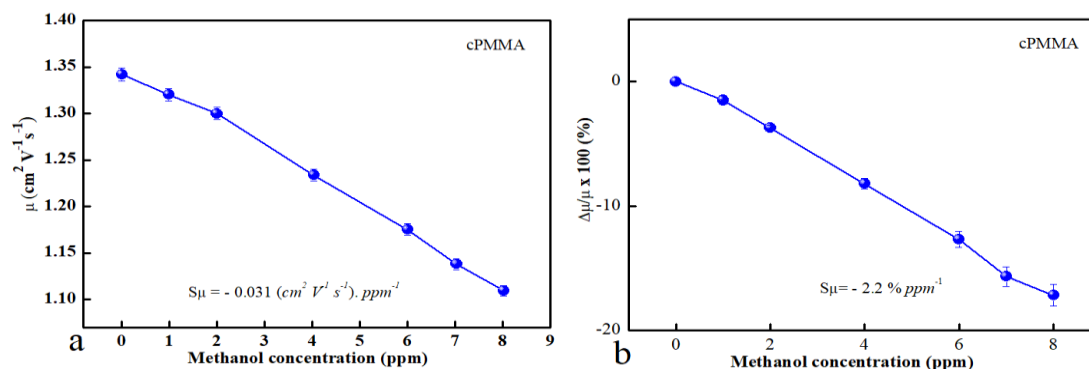 1.40
1.35
1.30
1.25
1.20
1.15
1.10
μ (cm² V⁻¹ s⁻¹)
cPMMA
Sμ = - 0.031 (cm² V⁻¹ s⁻¹). ppm⁻¹
0 1 2 3 4 5 6 7 8 9
Methanol concentration (ppm)
a
0
-10
-20
Δμ/μ x 100 (%)
cPMMA
Sμ= - 2.2 % ppm⁻¹
0 2 4 6 8
Methanol concentration (ppm)
b